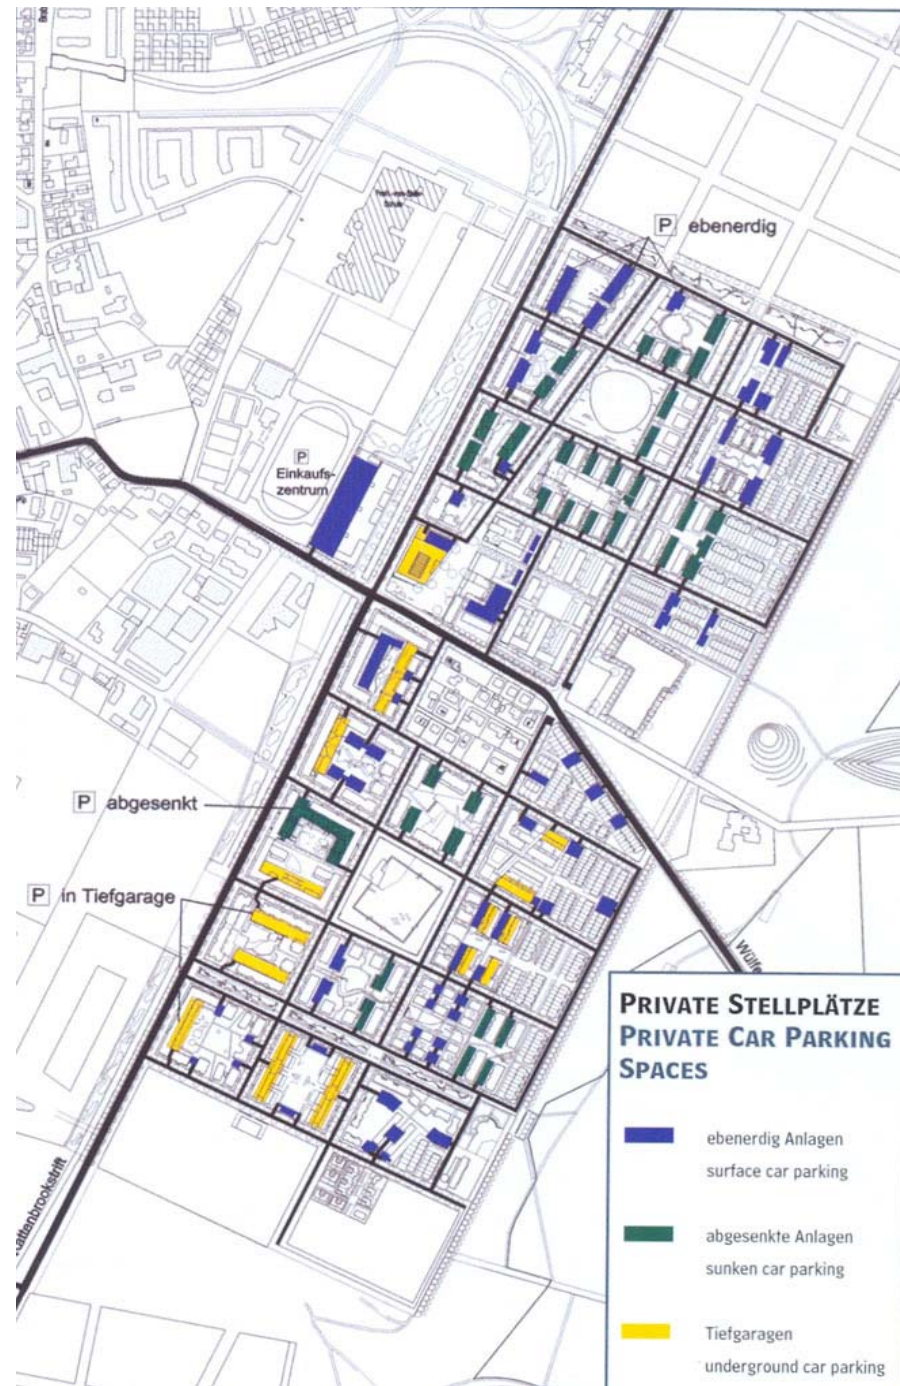 P ebenerdig
P
Einkaufs-
zentrum
P abgesenkt
P in Tiefgarage
PRIVATE STELLPLÄTZE
PRIVATE CAR PARKING
SPACES
ebenerdig Anlagen
surface car parking
abgesenkte Anlagen
sunken car parking
Tiefgaragen
underground car parking